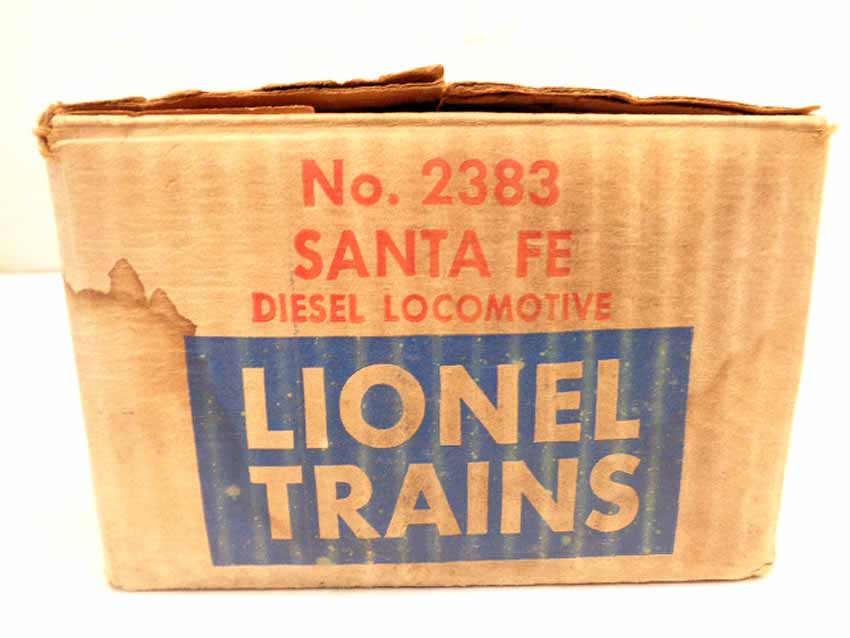 No. 2383
SANTA FE
DIESEL LOCOMOTIVE
LIONEL
TRAINS